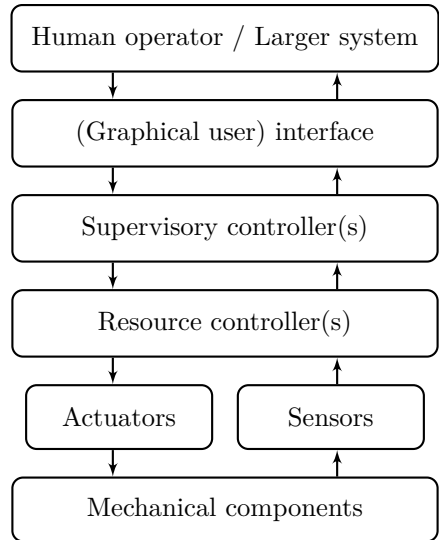 Human operator / Larger system
(Graphical user) interface
Supervisory controller(s)
Resource controller(s)
Actuators
Sensors
Mechanical components